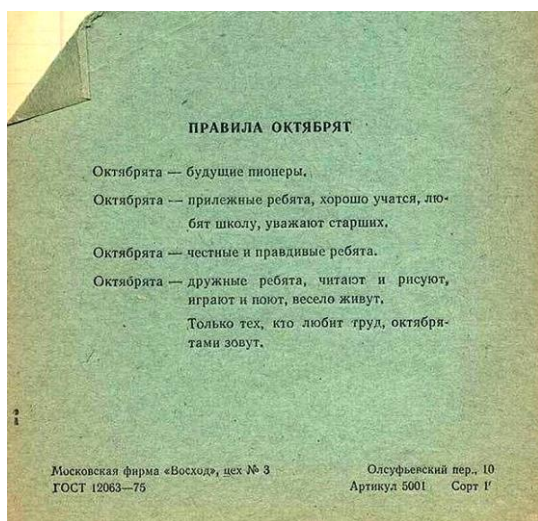 ПРАВИЛА ОКТЯБРЯТ
Октябрята — будущие пионеры.
Октябрята — прилежные ребята, хорошо учатся, лю-
бят школу, уважают старших.
Октябрята — честные и правдивые ребята.
Октябрята — дружные ребята, читают и рисуют,
играют и поют, весело живут.
Только тех, кто любит труд, октября-
тами зовут.
Московская фирма «Восход», цех № 3 Олсуфьевский пер., 10
ГОСТ 12063—75 Артикул 5001 Сорт 1